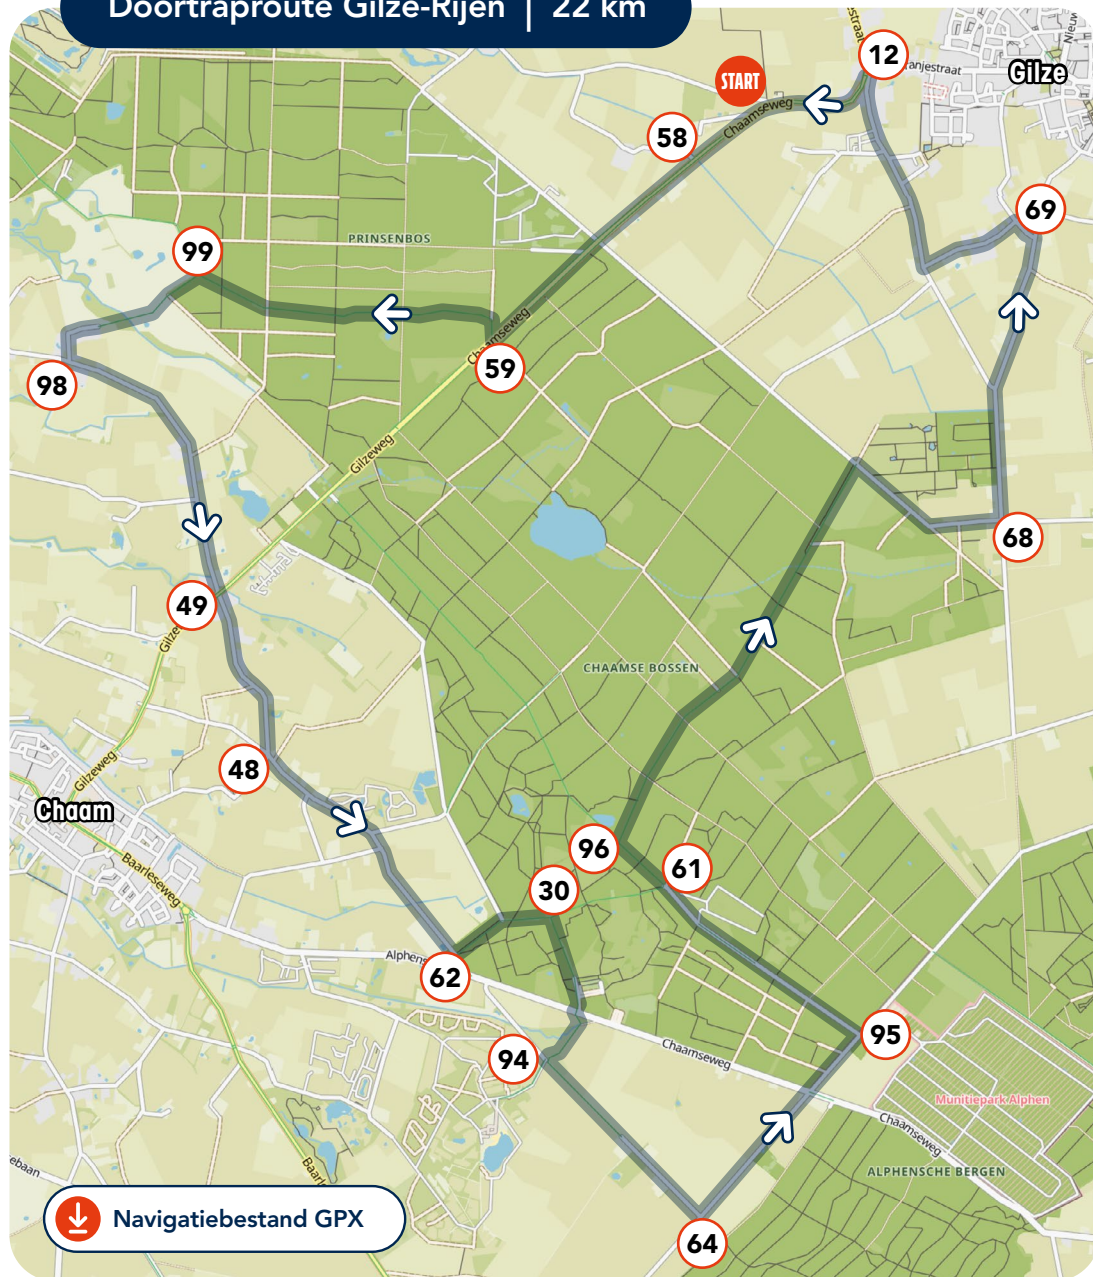 Doortraproute Gilze-Rijen | 22 km
12
Gilze
START
Chaamseweg
58
69
PRINSENBOS
99
Chaamseweg
59
98
Gilzeweg
68
49
CHAAMSE BOSSEN
48
Gilzeweg
Chaam
96
61
Baarleseweg
30
62
95
94
Chaamseweg
Munitiepark Alphen
Chaamseweg
ALPHENSCHE BERGEN
Navigatiebestand GPX
64